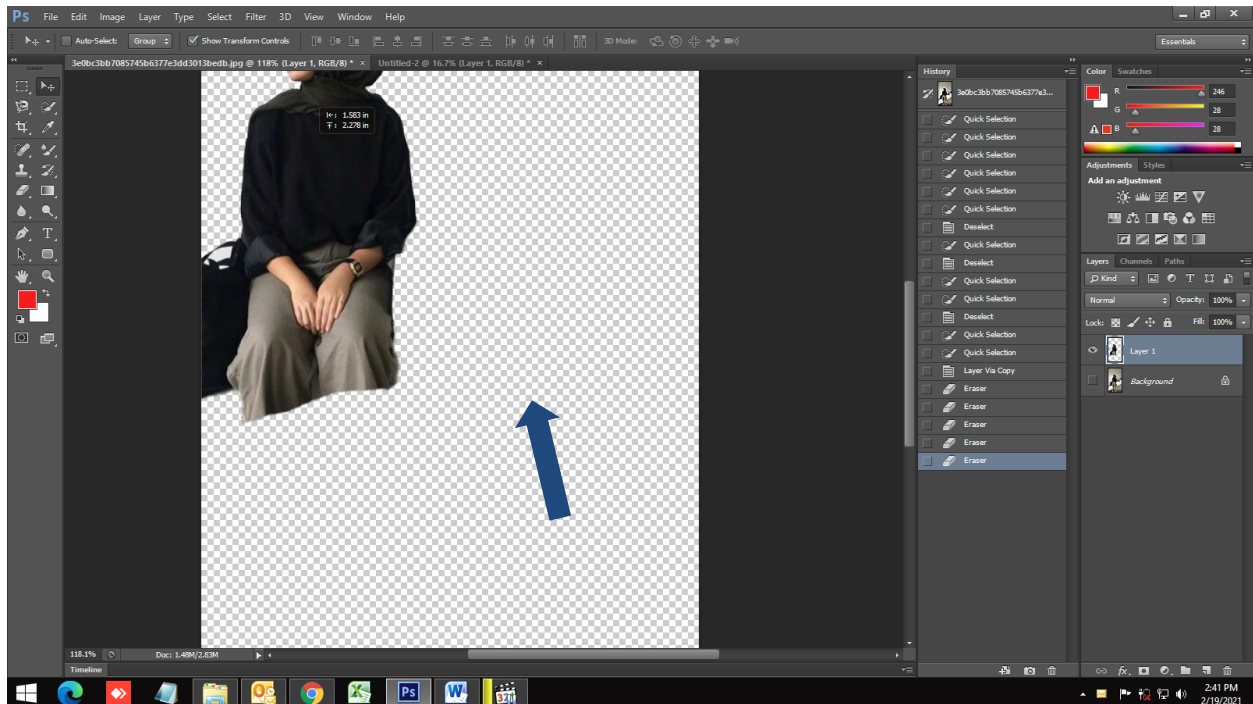 Ps File Edit Image Layer Type Select Filter 3D View Window Help
Auto-Select: Group Show Transform Controls 3D Mode: Essentials
3e0bc3bb7085745b6377e3dd3013bedb.jpg @ 118% (Layer 1, RGB/8) * × Untitled-2 @ 16.7% (Layer 1, RGB/8) * ×
1.583 in
2.278 in
118.1% Doc: 1.48M/2.83M
Timeline
History
3e0bc3bb7085745b6377e3...
Quick Selection
Quick Selection
Quick Selection
Quick Selection
Quick Selection
Quick Selection
Deselect
Quick Selection
Deselect
Quick Selection
Quick Selection
Deselect
Quick Selection
Quick Selection
Layer Via Copy
Eraser
Eraser
Eraser
Eraser
Eraser
Color Swatches
R 246
G 28
B 28
Adjustments Styles
Add an adjustment
Layers Channels Paths
Kind
Normal Opacity: 100%
Lock: Fill: 100%
Layer 1
Background
Ps
2:41 PM
2/19/2021